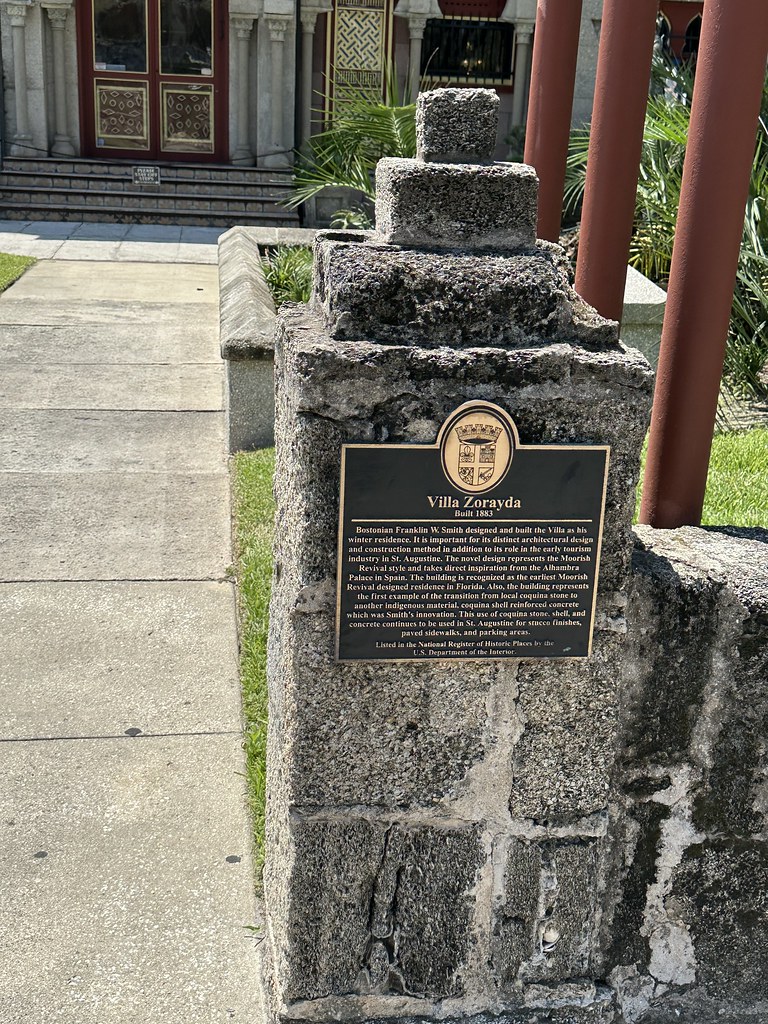 PLEASE
Villa Zorayda
Built 1883
Bostonian Franklin W. Smith designed and built the Villa as his
winter residence. It is important for its distinct architectural design
and construction method in addition to its role in the early tourism
industry in St. Augustine. The novel design represents the Moorish
Revival style and takes direct inspiration from the Alhambra
Palace in Spain. The building is recognized as the earliest Moorish
Revival designed residence in Florida. Also, the building represents
the first example of the transition from local coquina stone to
another indigenous material, coquina shell reinforced concrete
which was Smith's innovation. This use of coquina stone, shell, and
concrete continues to be used in St. Augustine for stucco finishes,
paved sidewalks, and parking areas.
Listed in the National Register of Historic Places by the
U.S. Department of the Interior.